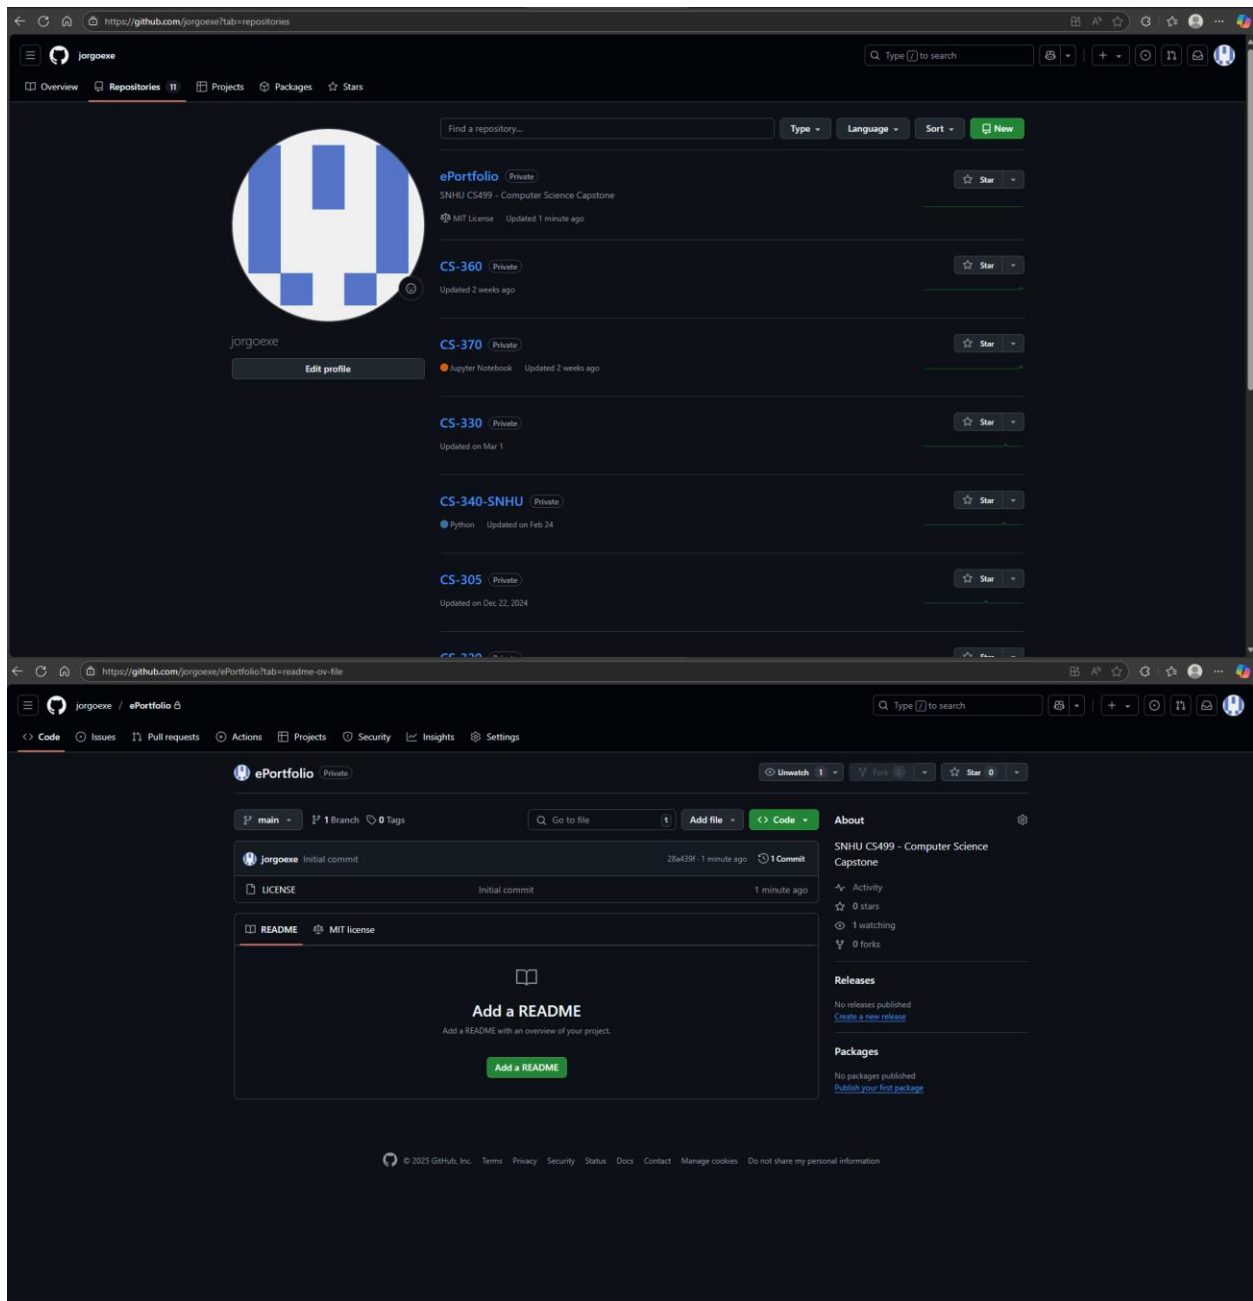 https://github.com/jorgoexe?tab=repositories
jorgoexe
Type / to search
Overview Repositories 11 Projects Packages Stars
Find a repository... Type Language Sort New
ePortfolio Private Star
SNHU CS499 - Computer Science Capstone
MIT License Updated 1 minute ago
CS-360 Private Star
Updated 2 weeks ago
jorgoexe
Edit profile
CS-370 Private Star
Jupyter Notebook Updated 2 weeks ago
CS-330 Private Star
Updated on Mar 1
CS-340-SNHU Private Star
Python Updated on Feb 24
CS-305 Private Star
Updated on Dec 22, 2024
https://github.com/jorgoexe/ePortfolio?tab=readme-ov-file
jorgoexe / ePortfolio
Type / to search
Code Issues Pull requests Actions Projects Security Insights Settings
ePortfolio Private Unwatch 1 Fork Star 0
main 1 Branch 0 Tags Go to file t Add file Code
jorgoexe Initial commit 28a439f · 1 minute ago 1 Commit
LICENSE Initial commit 1 minute ago
README MIT license
Add a README
Add a README with an overview of your project.
Add a README
About
SNHU CS499 - Computer Science
Capstone
Activity
0 stars
1 watching
0 forks
Releases
No releases published
Create a new release
Packages
No packages published
Publish your first package
© 2025 GitHub, Inc. Terms Privacy Security Status Docs Contact Manage cookies Do not share my personal information